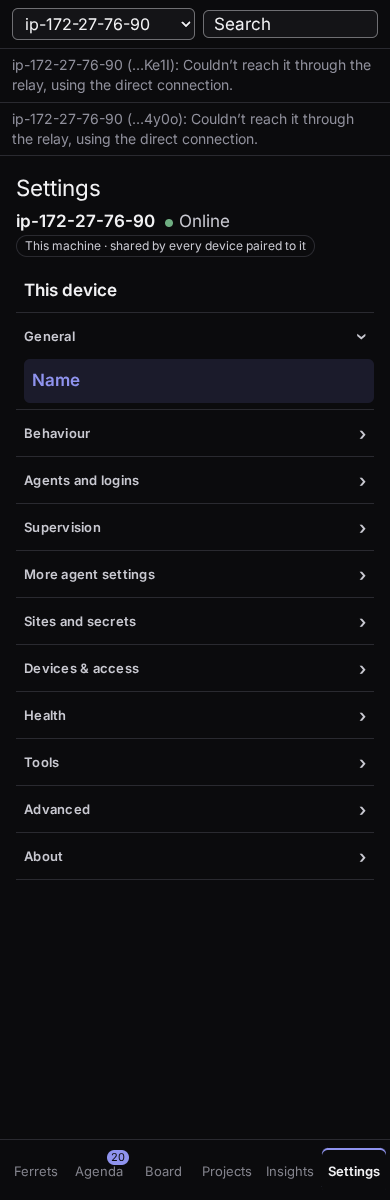 ip-172-27-76-90
Search
ip-172-27-76-90 (…Ke1I): Couldn’t reach it through the
relay, using the direct connection.
ip-172-27-76-90 (…4y0o): Couldn’t reach it through
the relay, using the direct connection.
Settings
ip-172-27-76-90 Online
This machine · shared by every device paired to it
This device
General
Name
Behaviour
Agents and logins
Supervision
More agent settings
Sites and secrets
Devices & access
Health
Tools
Advanced
About
20
Ferrets Agenda Board Projects Insights Settings